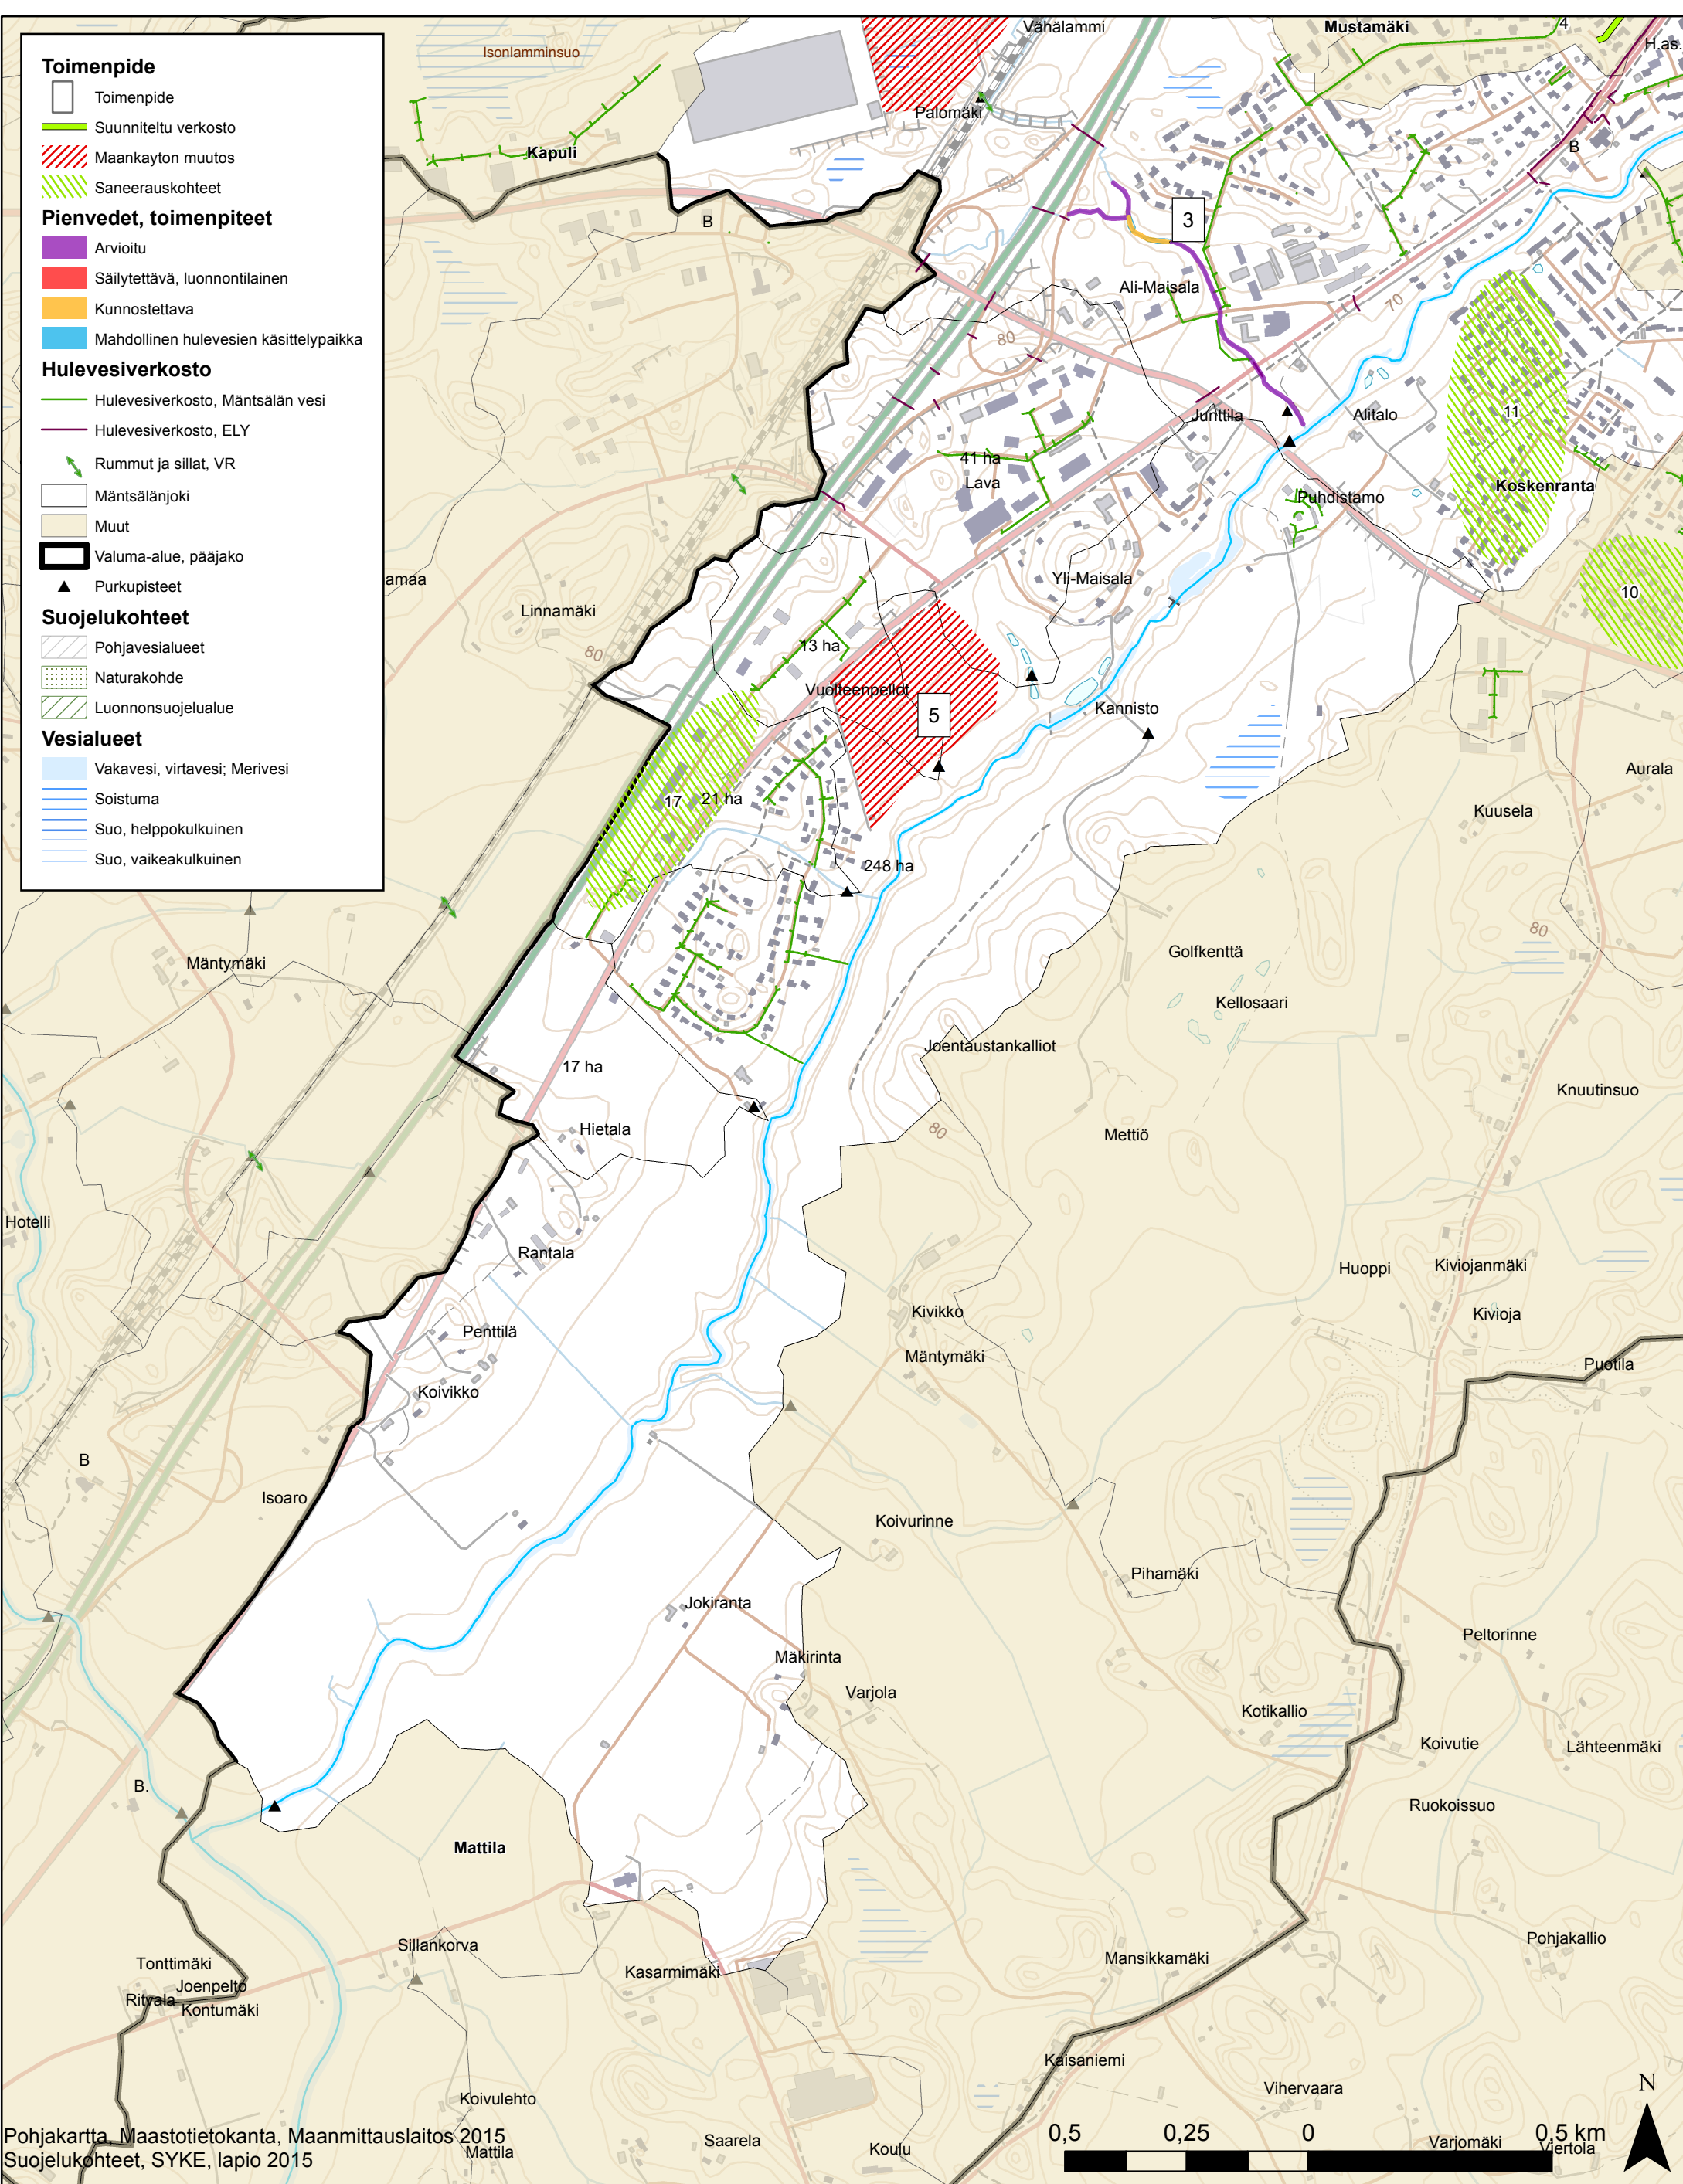 Toimenpide
Toimenpide
Suunniteltu verkosto
Maankayton muutos
Saneerauskohteet
Pienvedet, toimenpiteet
Arvioitu
Säilytettävä, luonnontilainen
Kunnostettava
Mahdollinen hulevesien käsittelypaikka
Hulevesiverkosto
Hulevesiverkosto, Mäntsälän vesi
Hulevesiverkosto, ELY
Rummut ja sillat, VR
Mäntsälänjoki
Muut
Valuma-alue, pääjako
Purkupisteet
Suojelukohteet
Pohjavesialueet
Naturakohde
Luonnonsuojelualue
Vesialueet
Vakavesi, virtavesi; Merivesi
Soistuma
Suo, helppokulkuinen
Suo, vaikeakulkuinen
Isonlamminsuo
Vähälammi
Mustamäki
4
H.as.
Palomäki
Kapuli
B
B
3
Ali-Maisala
70
80
Junttila
Alitalo
11
41 ha
Lava
Puhdistamo
Koskenranta
amaa
Yli-Maisala
10
Linnamäki
80
13 ha
Vuolteenpellot
5
Kannisto
Aurala
17
21 ha
Kuusela
248 ha
80
Mäntymäki
Golfkenttä
Kellosaari
Joentaustankalliot
17 ha
Knuutinsuo
Hietala
80
Mettiö
Hotelli
Rantala
Huoppi
Kiviojanmäki
Kivikko
Kivioja
Penttilä
Mäntymäki
Puotila
Koivikko
B
Isoaro
Koivurinne
Pihamäki
Jokiranta
Peltorinne
Mäkirinta
Varjola
Kotikallio
Koivutie
Lähteenmäki
B.
Ruokoissuo
Mattila
Sillankorva
Pohjakallio
Tonttimäki
Kasarmimäki
Mansikkamäki
Joenpelto
Ritvala
Kontumäki
Kaisaniemi
Vihervaara
N
Koivulehto
Pohjakartta, Maastotietokanta, Maanmittauslaitos 2015
Suojelukohteet, SYKE, lapio 2015
Mattila
Saarela
Koulu
0,5 0,25 0 0,5 km
Varjomäki
Viertola